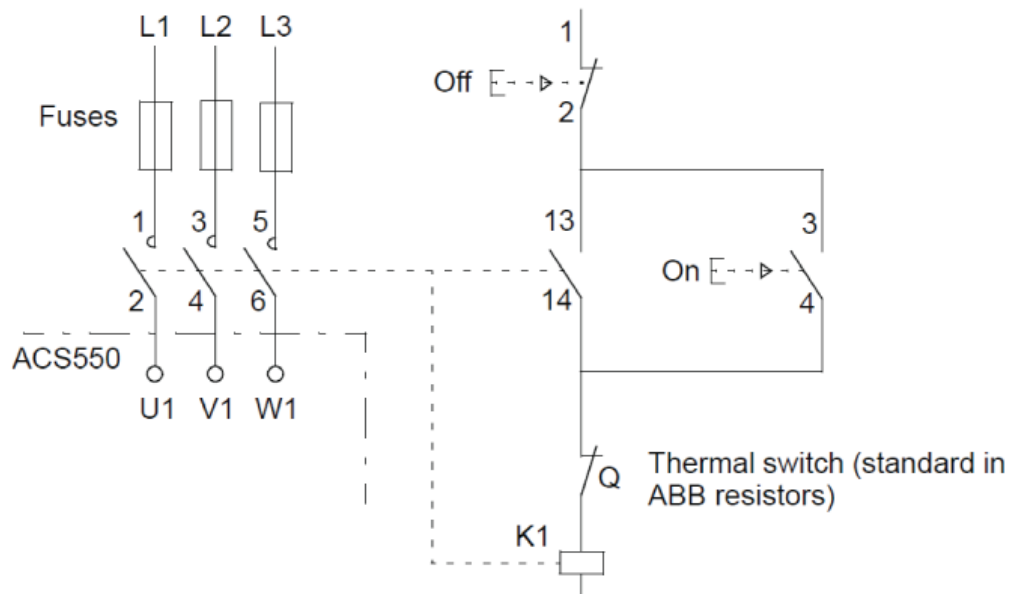 L1 L2 L3
1
Off
2
Fuses
1 3 5
13
3
On
2 4 6
14
4
ACS550
U1 V1 W1
Q
Thermal switch (standard in
ABB resistors)
K1